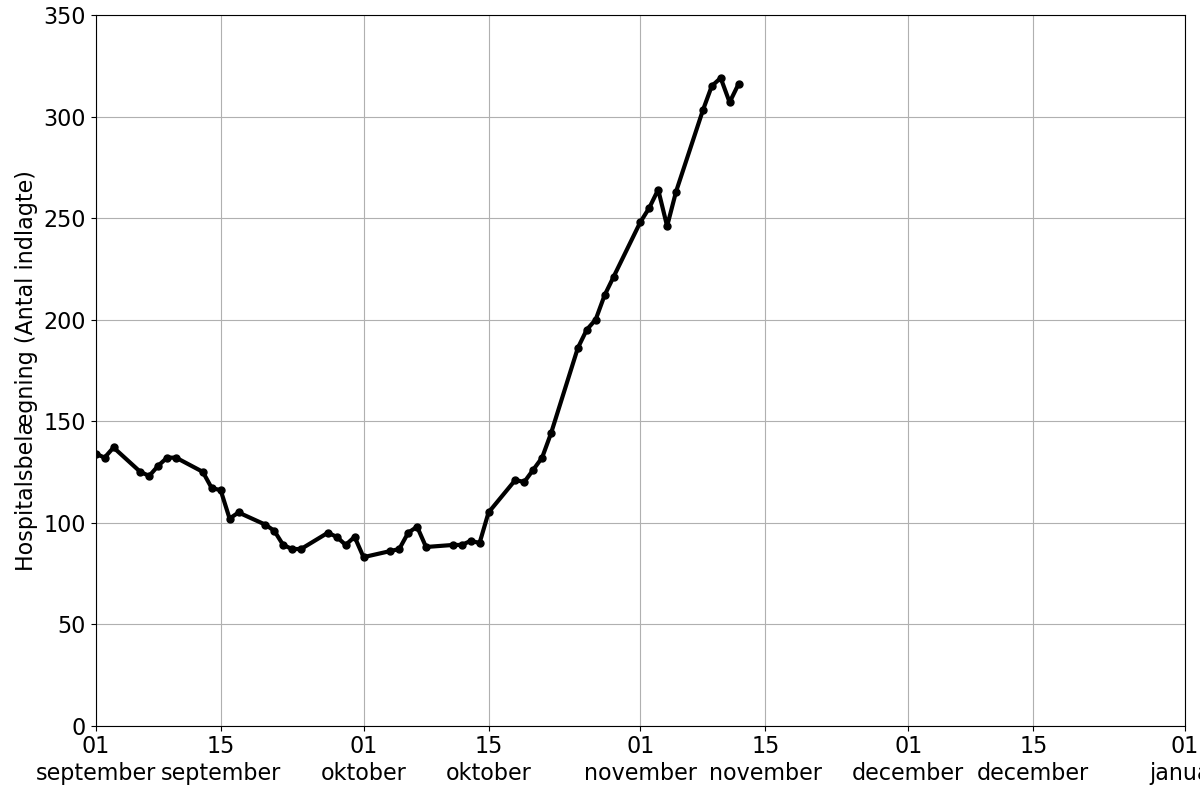 Hospitalsbelægning (Antal indlagte)
350
300
250
200
150
100
50
0
01 15 01 15 01 15 01 15 01
september september oktober oktober november november december december janua